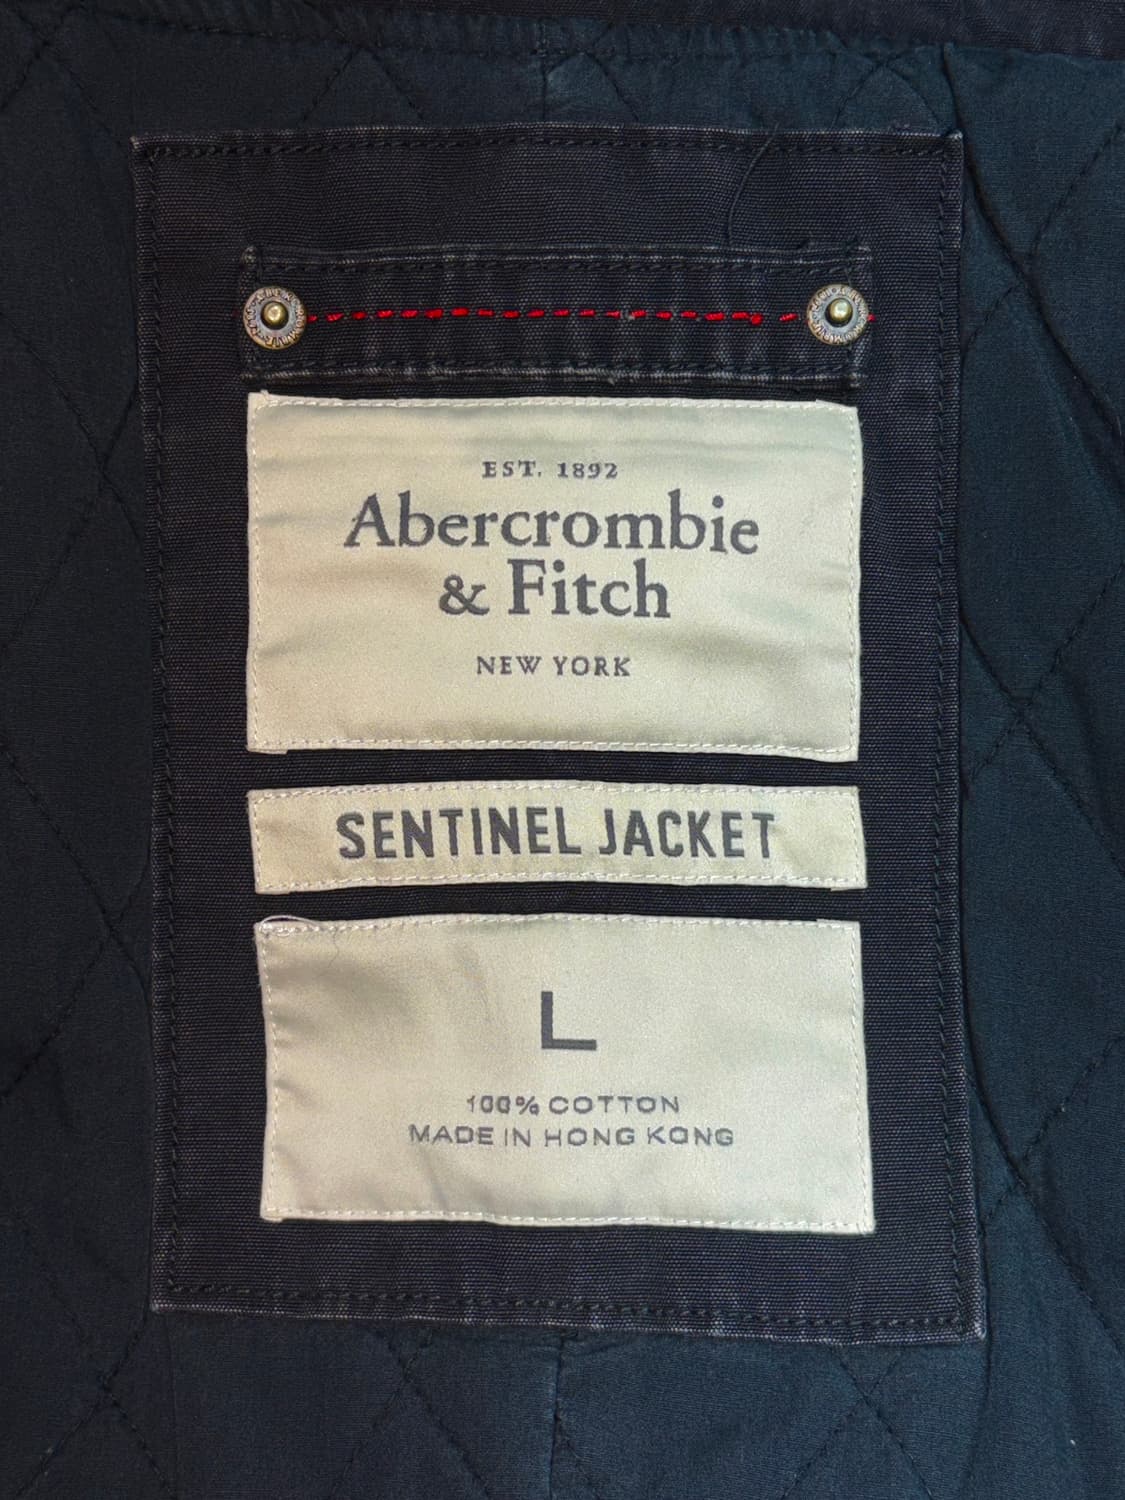 EST. 1892
Abercrombie
& Fitch
NEW YORK
SENTINEL JACKET
L
100% COTTON
MADE IN HONG KONG